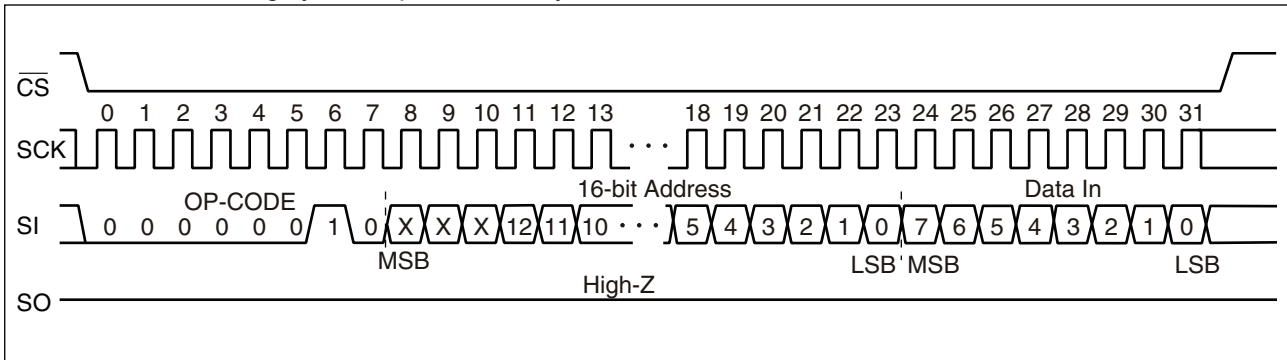 CS
0 1 2 3 4 5 6 7 8 9 10 11 12 13 18 19 20 21 22 23 24 25 26 27 28 29 30 31
SCK · · ·
OP-CODE 16-bit Address Data In
SI 0 0 0 0 0 0 1 0 X X X 12 11 10 · · · 5 4 3 2 1 0 7 6 5 4 3 2 1 0
MSB LSB MSB LSB
High-Z
SO